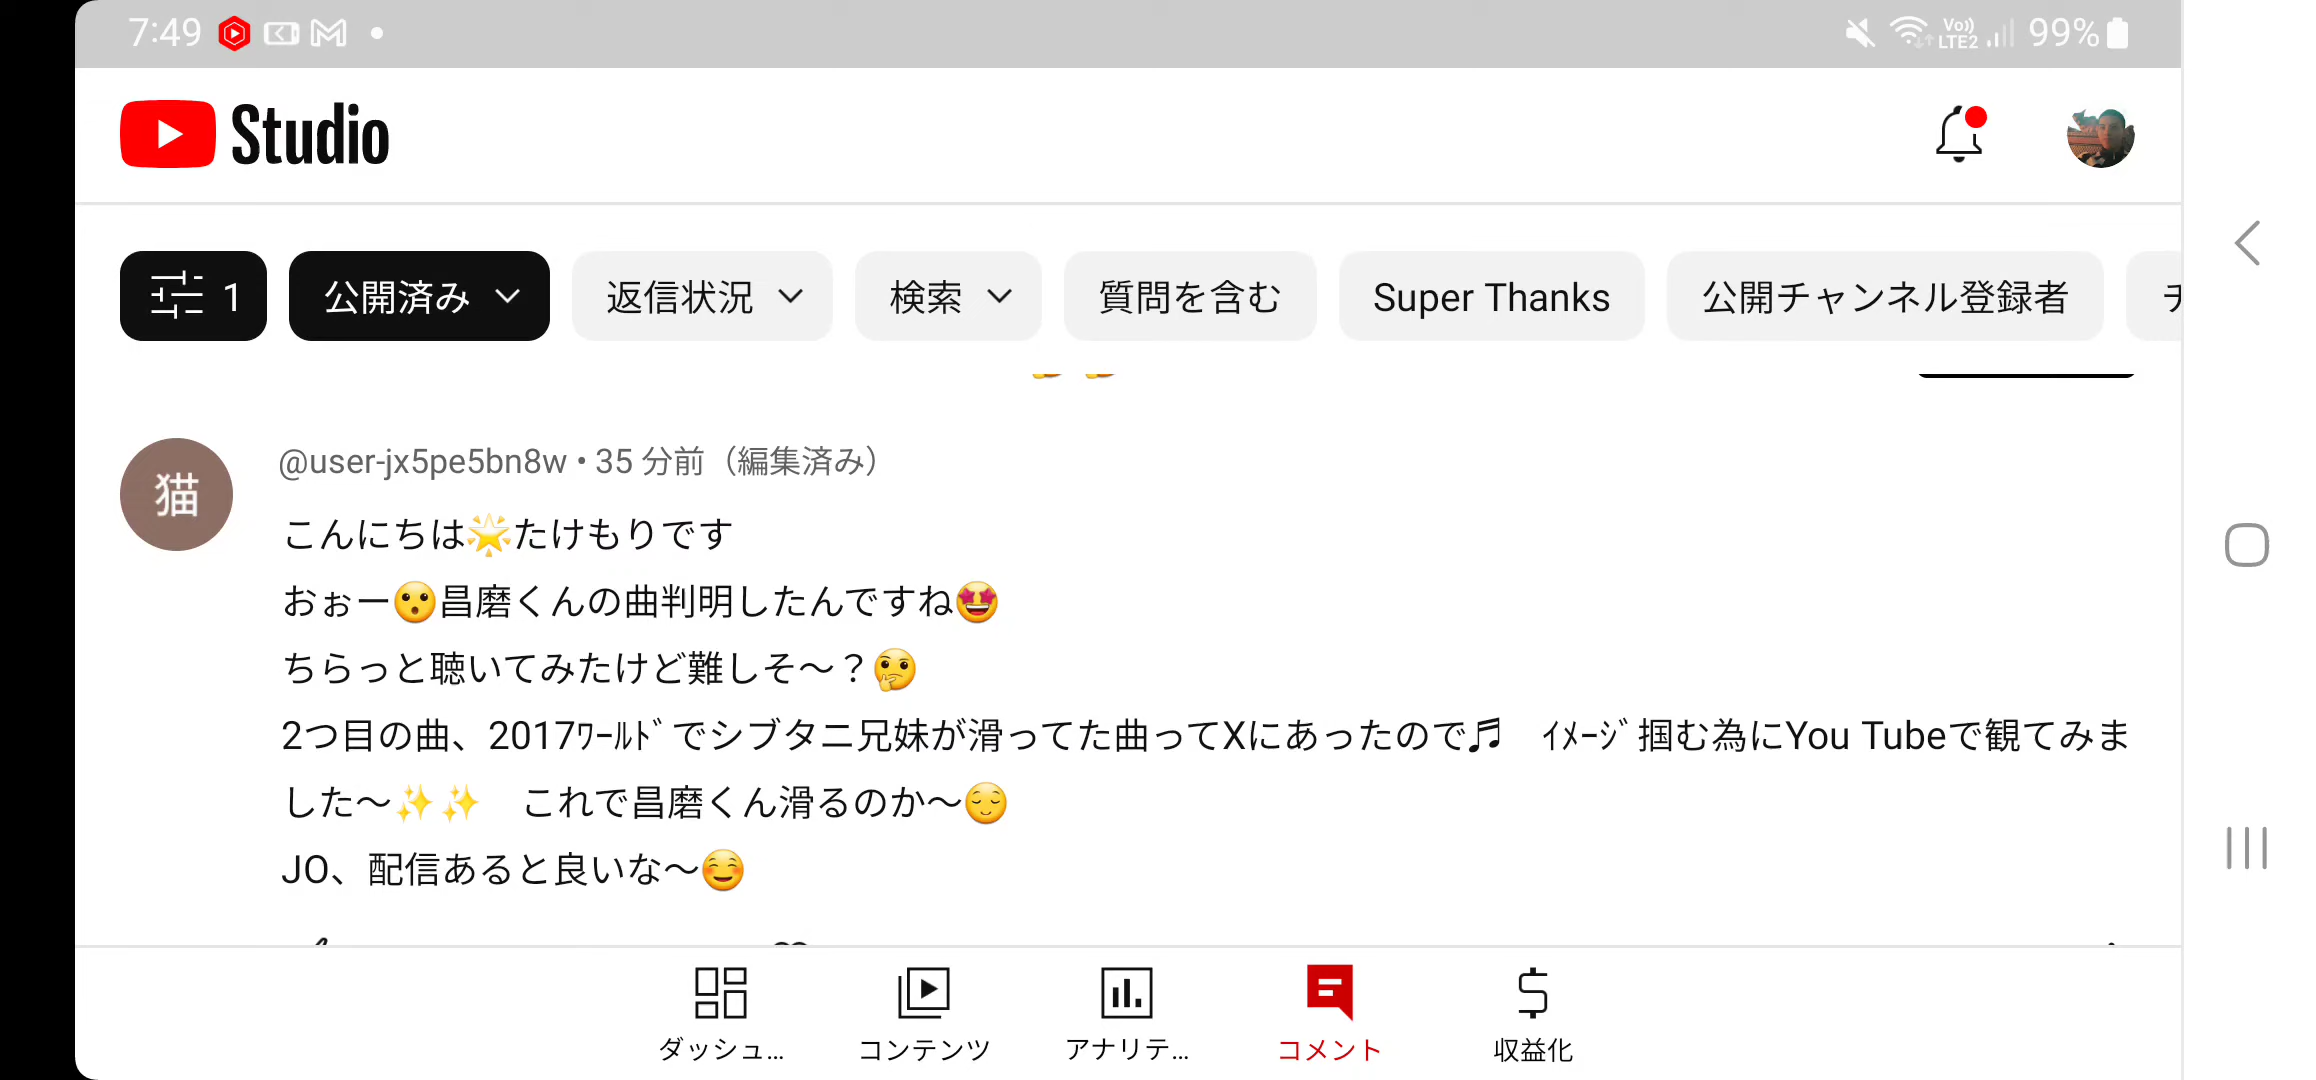 7:49 Vo)) LTE2 99%
Studio
1 公開済み 返信状況 検索 質問を含む Super Thanks 公開チャンネル登録者
@user-jx5pe5bn8w • 35 分前（編集済み）
猫
こんにちは🌟たけもりです
おぉー😮昌磨くんの曲判明したんですね🤩
ちらっと聴いてみたけど難しそ〜？🤔
2つ目の曲、2017ﾜｰﾙﾄﾞでシブタニ兄妹が滑ってた曲ってXにあったので♬　ｲﾒｰｼﾞ掴む為にYou Tubeで観てみま
した〜✨✨　これで昌磨くん滑るのか〜😌
JO、配信あると良いな〜☺️
ダッシュ... コンテンツ アナリテ... コメント 収益化